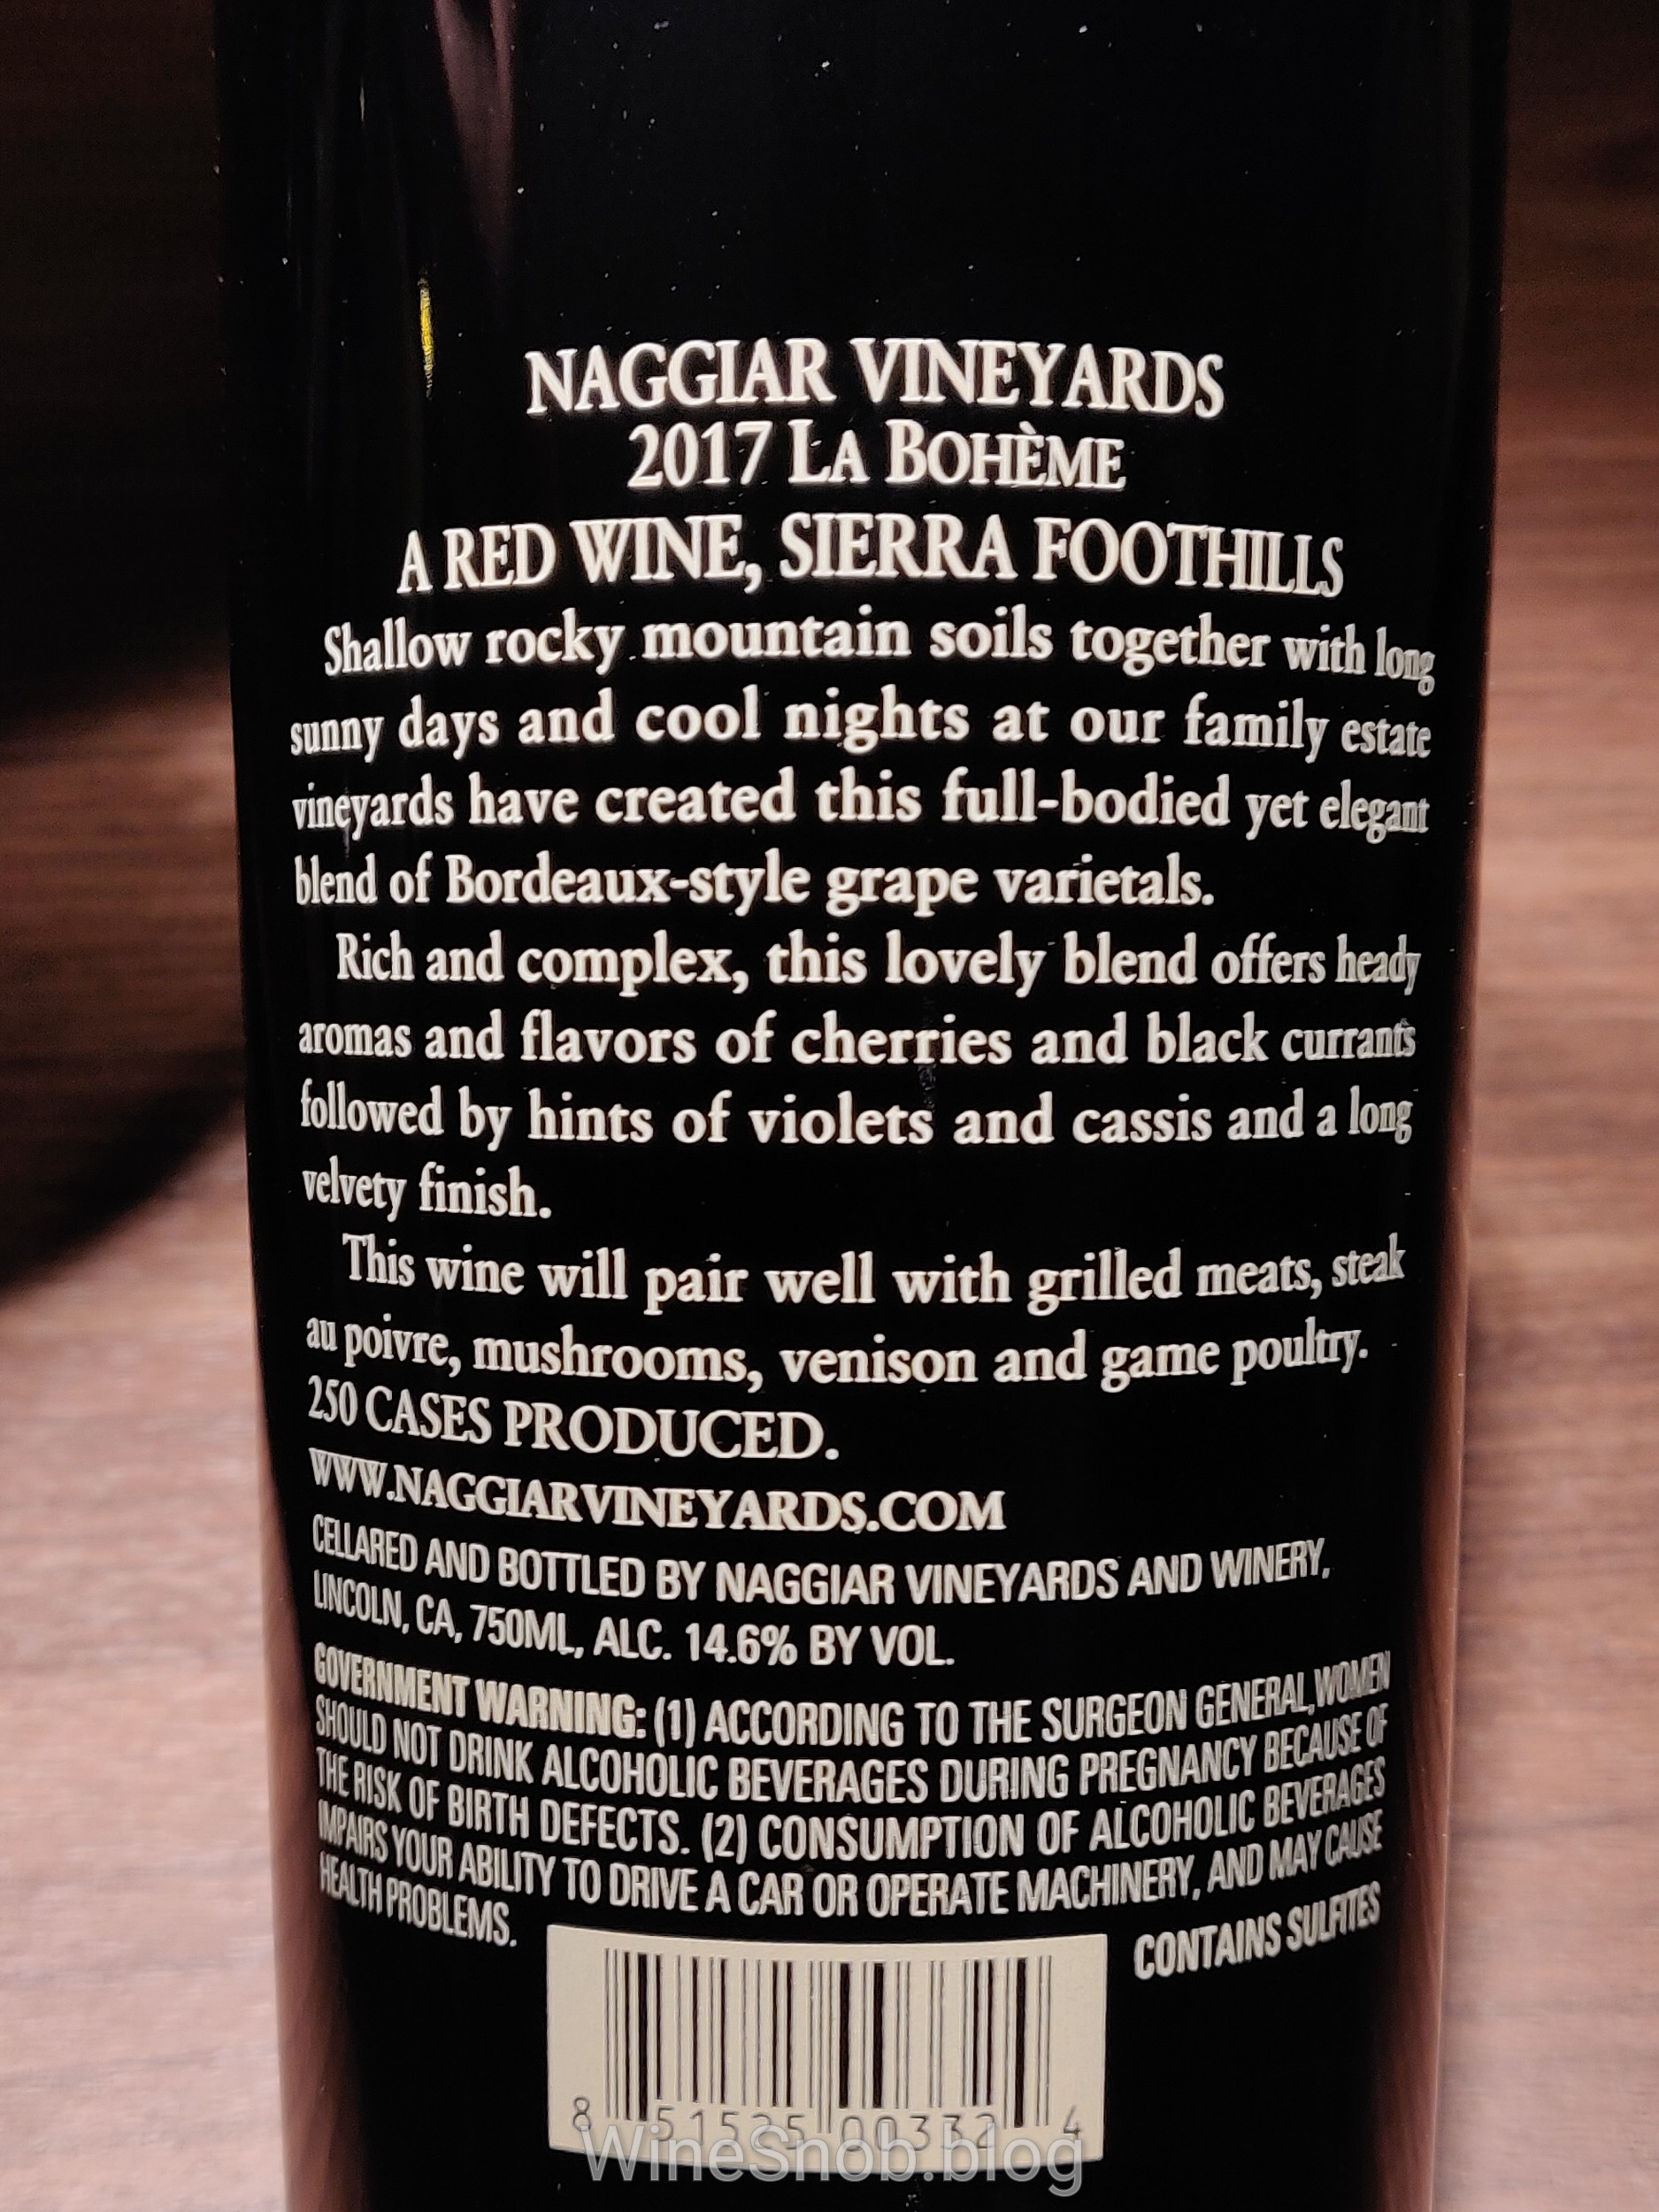 NAGGIAR VINEYARDS
2017 LA BOHÈME
A RED WINE, SIERRA FOOTHILLS
Shallow rocky mountain soils together with long
sunny days and cool nights at our family estate
vineyards have created this full-bodied yet elegant
blend of Bordeaux-style grape varietals.
Rich and complex, this lovely blend offers heady
aromas and flavors of cherries and black currants
followed by hints of violets and cassis and a long
velvety finish.
This wine will pair well with grilled meats, steak
au poivre, mushrooms, venison and game poultry.
250 CASES PRODUCED.
WWW.NAGGIARVINEYARDS.COM
CELLARED AND BOTTLED BY NAGGIAR VINEYARDS AND WINERY,
LINCOLN, CA, 750ML, ALC. 14.6% BY VOL.
GOVERNMENT WARNING: (1) ACCORDING TO THE SURGEON GENERAL, WOMEN
SHOULD NOT DRINK ALCOHOLIC BEVERAGES DURING PREGNANCY BECAUSE OF
THE RISK OF BIRTH DEFECTS. (2) CONSUMPTION OF ALCOHOLIC BEVERAGES
IMPAIRS YOUR ABILITY TO DRIVE A CAR OR OPERATE MACHINERY, AND MAY CAUSE
HEALTH PROBLEMS.
CONTAINS SULFITES
8 51525 00332 4
WineSnob.blog